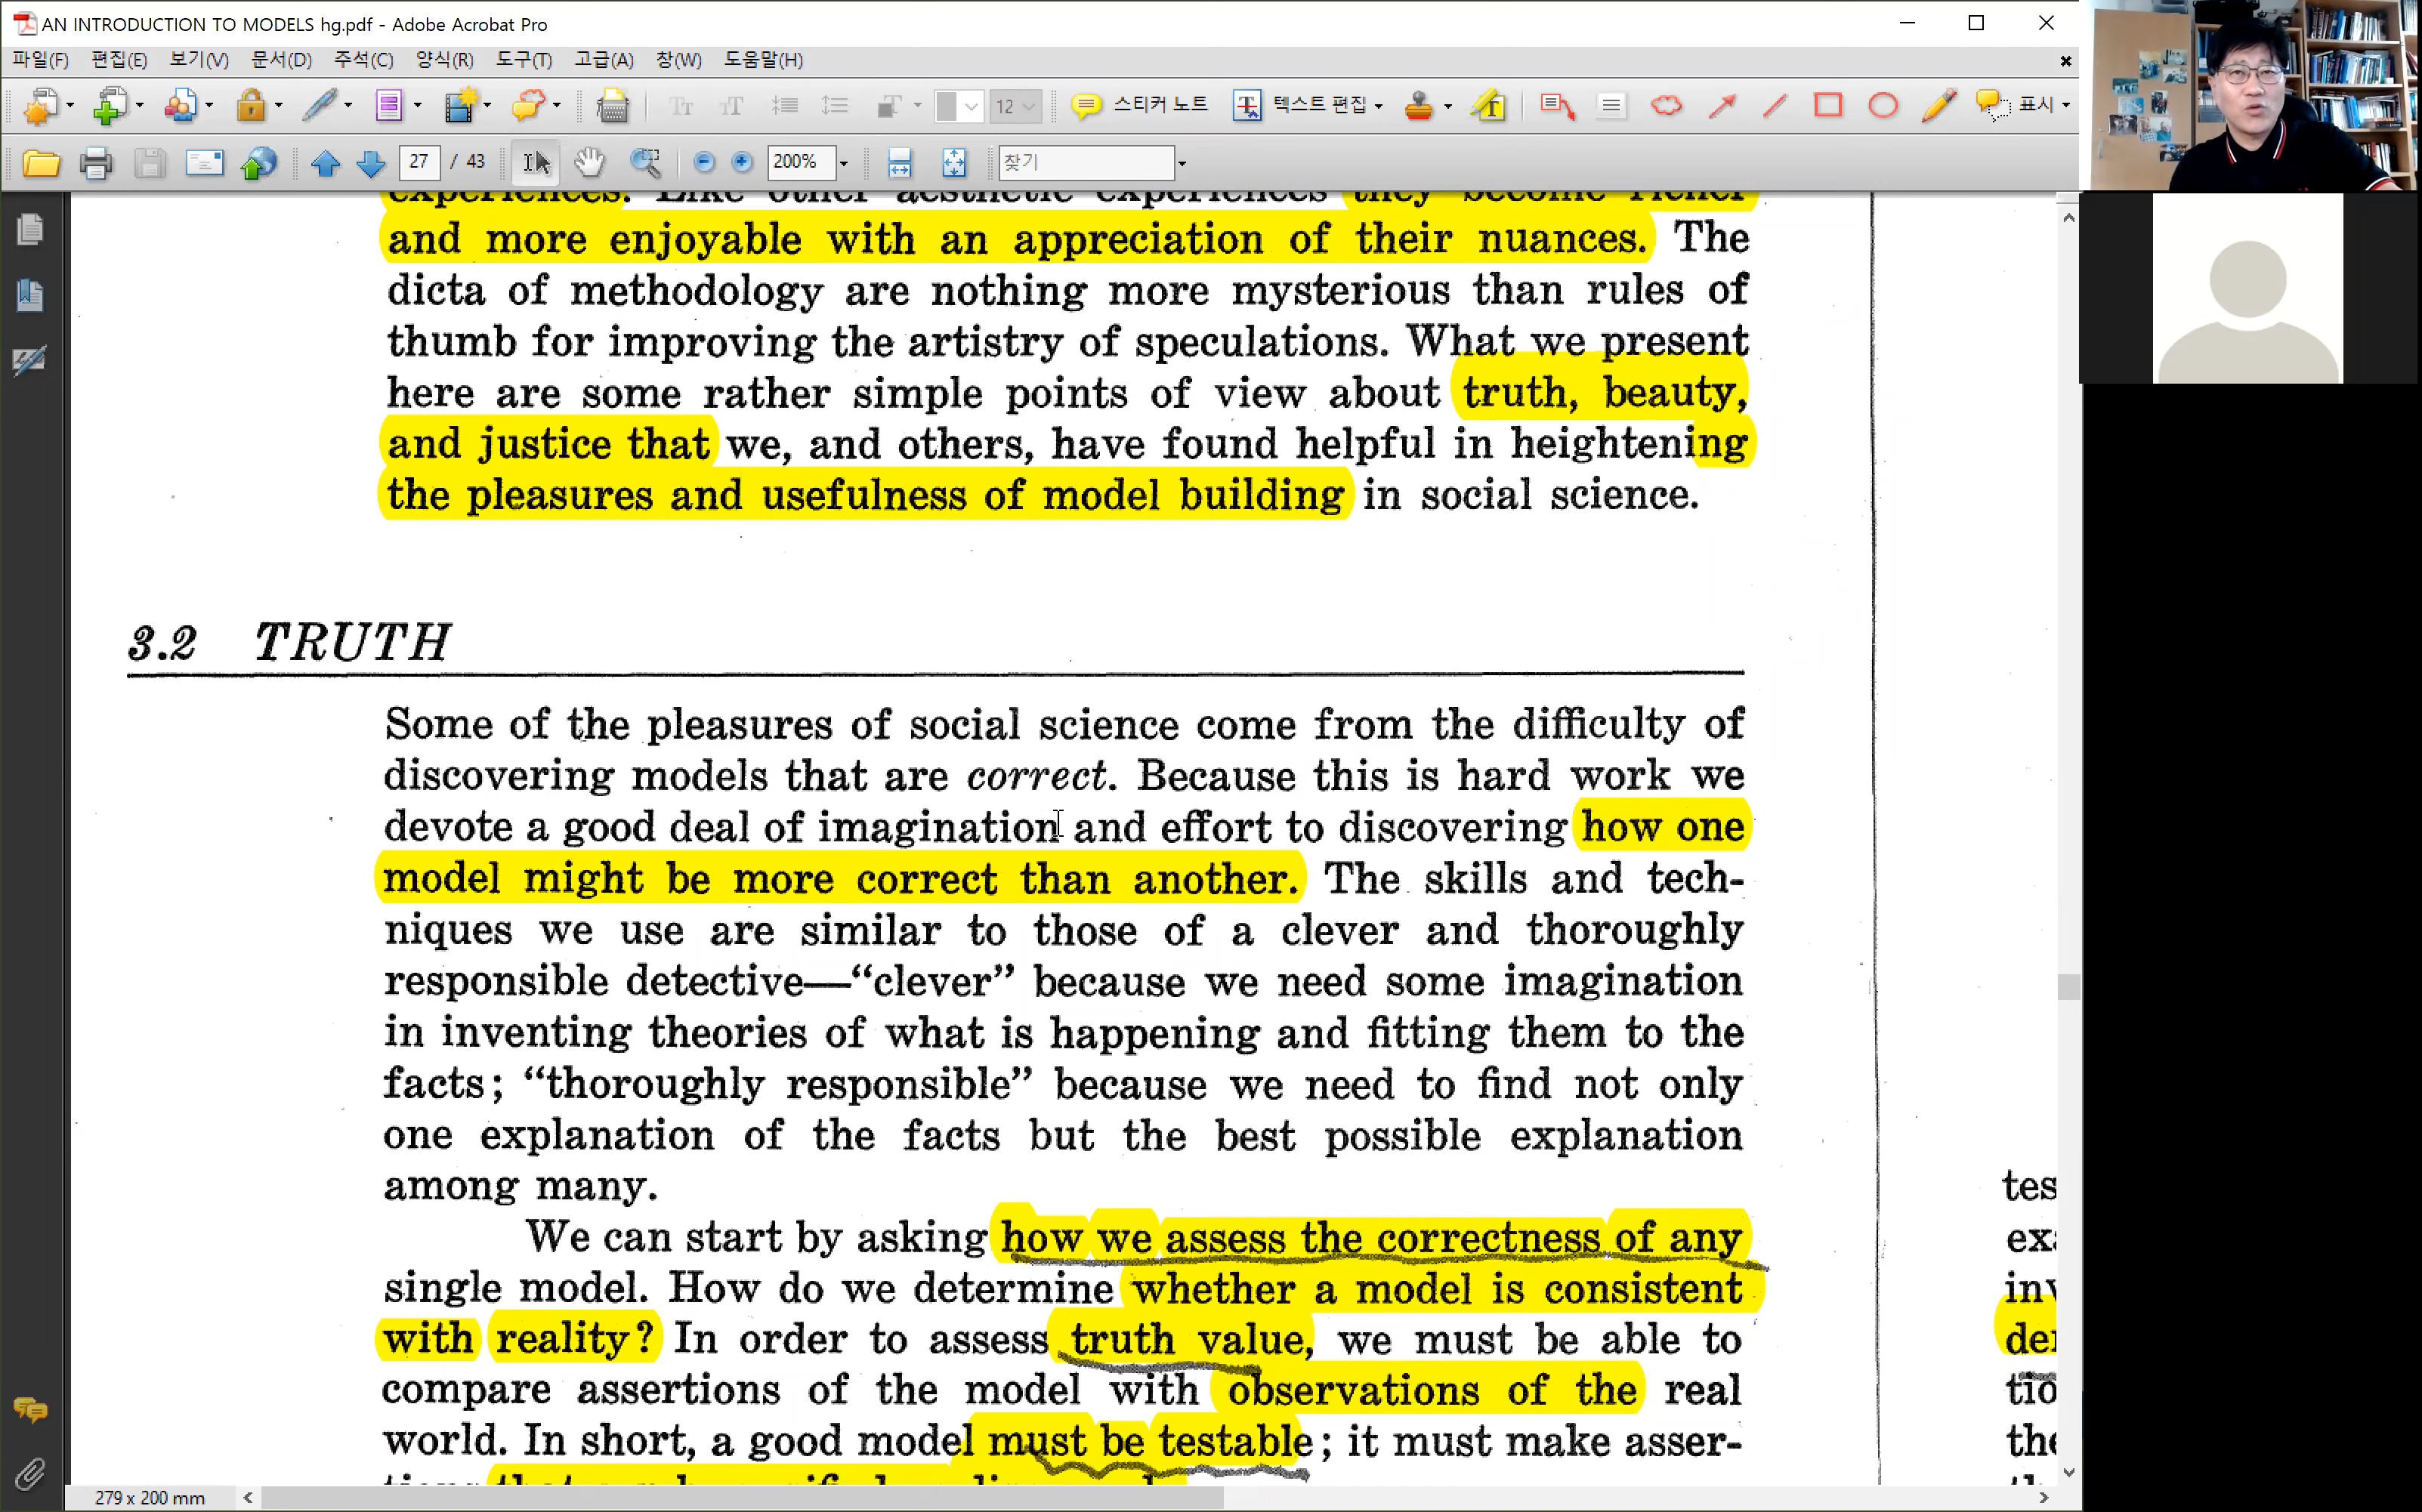 AN INTRODUCTION TO MODELS hg.pdf - Adobe Acrobat Pro
파일(F) 편집(E) 보기(V) 문서(D) 주석(C) 양식(R) 도구(T) 고급(A) 창(W) 도움말(H)
12 스티커 노트 텍스트 편집 표시
27 / 43 200% 찾기
experiences. Like other aesthetic experiences they become richer
and more enjoyable with an appreciation of their nuances. The
dicta of methodology are nothing more mysterious than rules of
thumb for improving the artistry of speculations. What we present
here are some rather simple points of view about truth, beauty,
and justice that we, and others, have found helpful in heightening
the pleasures and usefulness of model building in social science.
3.2 TRUTH
Some of the pleasures of social science come from the difficulty of
discovering models that are correct. Because this is hard work we
devote a good deal of imagination and effort to discovering how one
model might be more correct than another. The skills and tech-
niques we use are similar to those of a clever and thoroughly
responsible detective—“clever” because we need some imagination
in inventing theories of what is happening and fitting them to the
facts; “thoroughly responsible” because we need to find not only
one explanation of the facts but the best possible explanation
among many.
We can start by asking how we assess the correctness of any
single model. How do we determine whether a model is consistent
with reality? In order to assess truth value, we must be able to
compare assertions of the model with observations of the real
world. In short, a good model must be testable; it must make asser-
tes
tio
the
279 x 200 mm